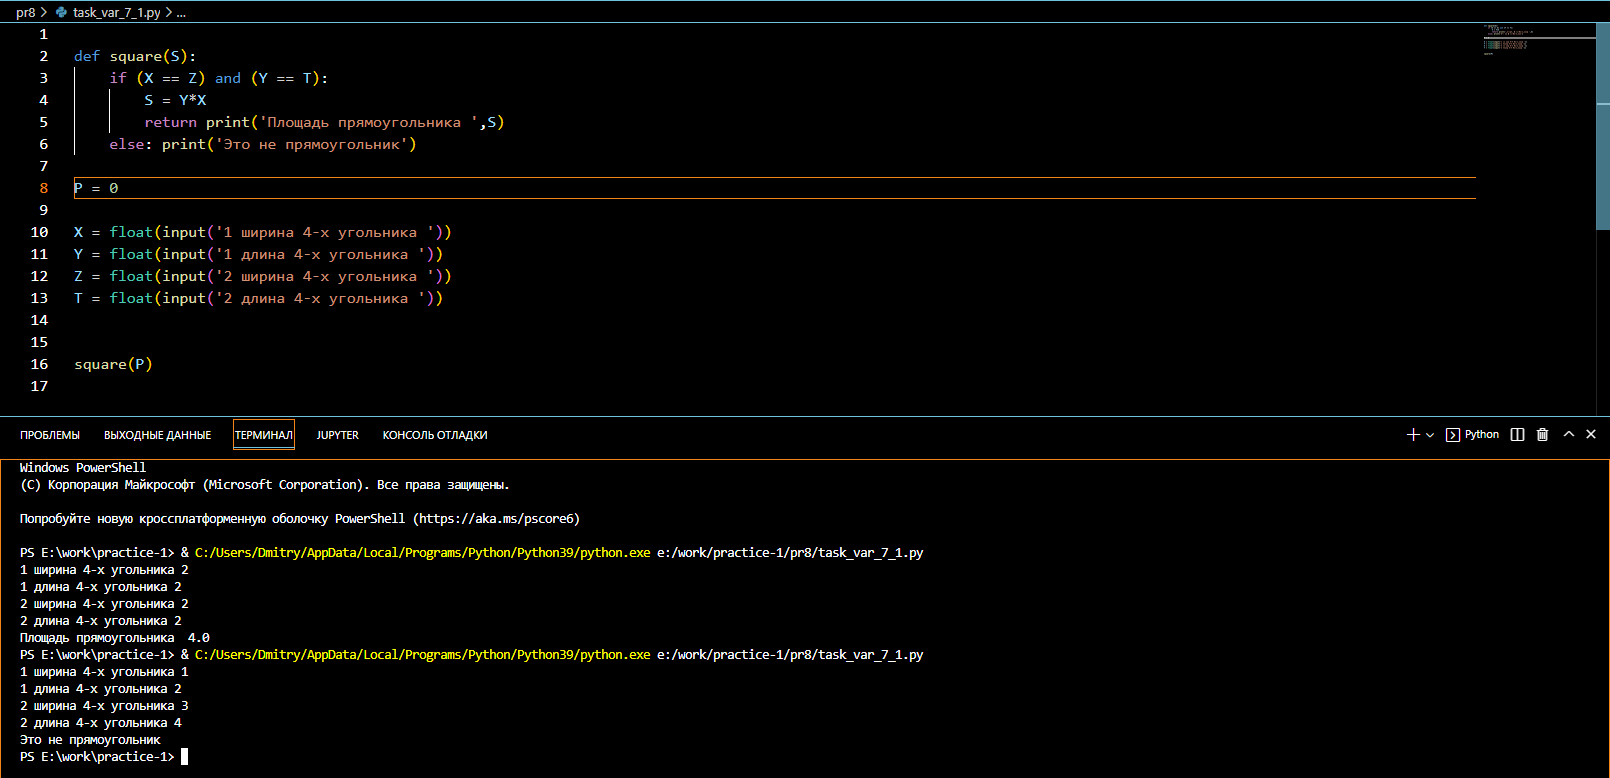 pr8 > task_var_7_1.py > ...
1
2 def square(S):
3     if (X == Z) and (Y == T):
4         S = Y*X
5         return print('Площадь прямоугольника ',S)
6     else: print('Это не прямоугольник')
7
8 P = 0
9
10 X = float(input('1 ширина 4-х угольника '))
11 Y = float(input('1 длина 4-х угольника '))
12 Z = float(input('2 ширина 4-х угольника '))
13 T = float(input('2 длина 4-х угольника '))
14
15
16 square(P)
17
ПРОБЛЕМЫ ВЫХОДНЫЕ ДАННЫЕ ТЕРМИНАЛ JUPYTER КОНСОЛЬ ОТЛАДКИ Python
Windows PowerShell
(C) Корпорация Майкрософт (Microsoft Corporation). Все права защищены.
Попробуйте новую кроссплатформенную оболочку PowerShell (https://aka.ms/pscore6)
PS E:\work\practice-1> & C:/Users/Dmitry/AppData/Local/Programs/Python/Python39/python.exe e:/work/practice-1/pr8/task_var_7_1.py
1 ширина 4-х угольника 2
1 длина 4-х угольника 2
2 ширина 4-х угольника 2
2 длина 4-х угольника 2
Площадь прямоугольника  4.0
PS E:\work\practice-1> & C:/Users/Dmitry/AppData/Local/Programs/Python/Python39/python.exe e:/work/practice-1/pr8/task_var_7_1.py
1 ширина 4-х угольника 1
1 длина 4-х угольника 2
2 ширина 4-х угольника 3
2 длина 4-х угольника 4
Это не прямоугольник
PS E:\work\practice-1>